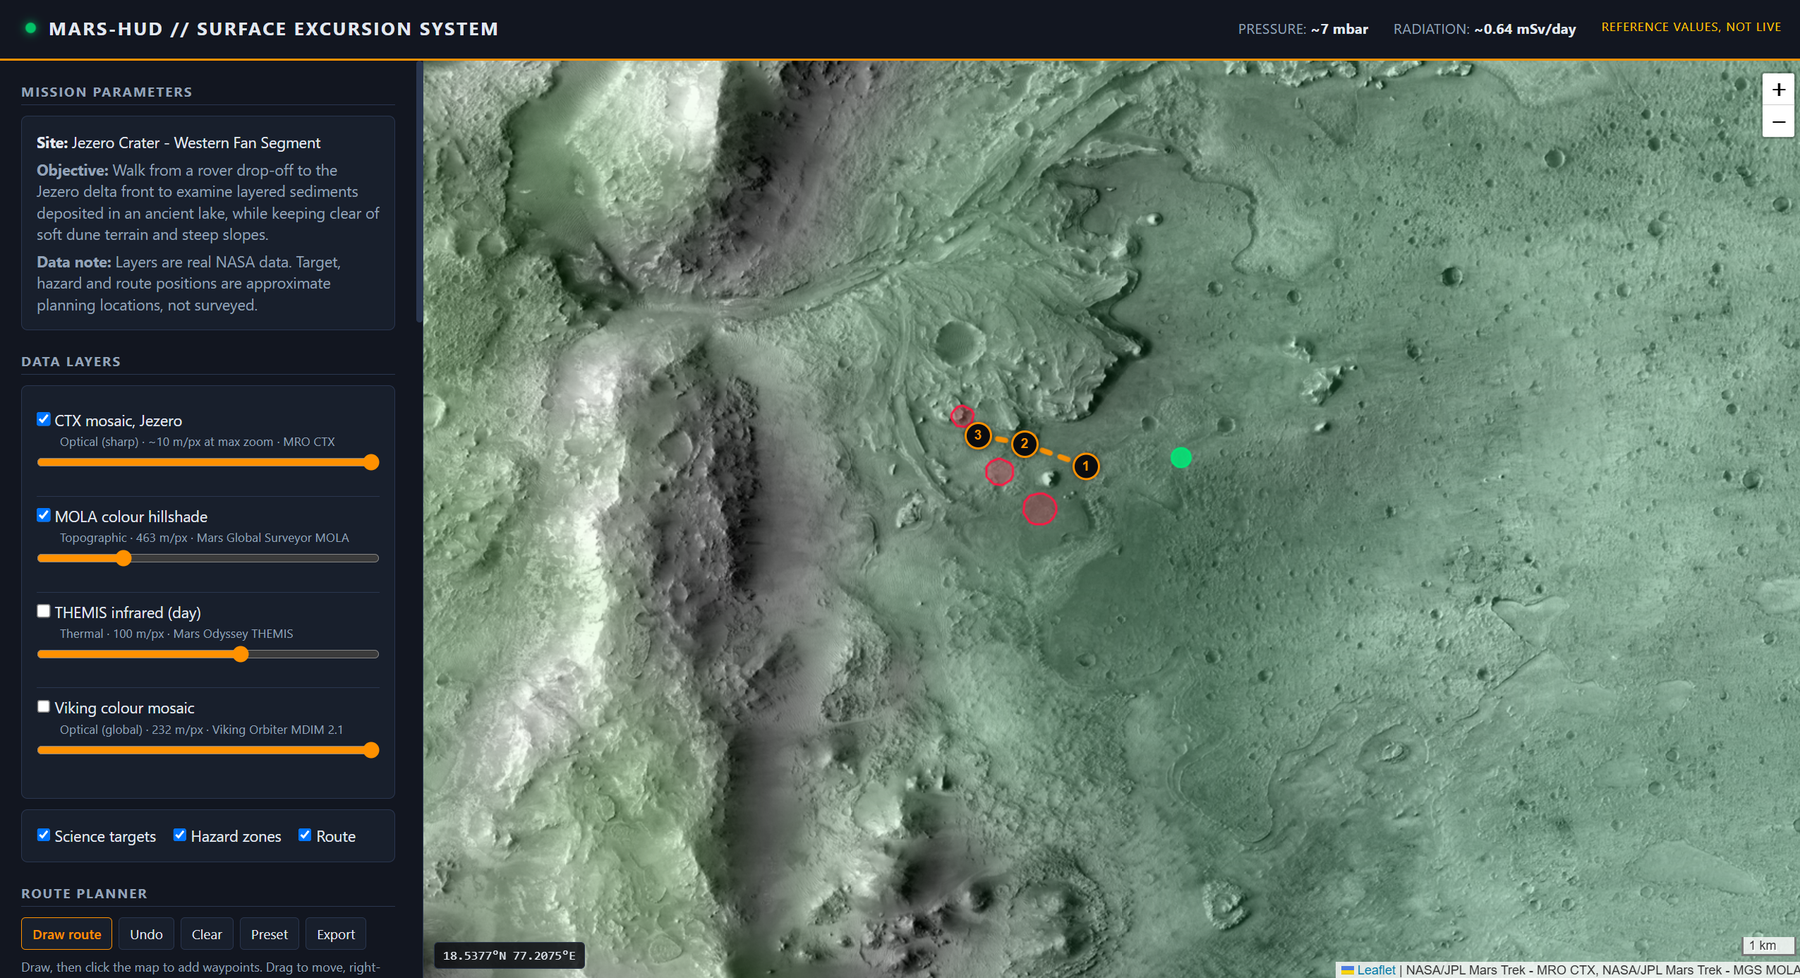 MARS-HUD // SURFACE EXCURSION SYSTEM
PRESSURE: ~7 mbar
RADIATION: ~0.64 mSv/day
REFERENCE VALUES, NOT LIVE
MISSION PARAMETERS
Site: Jezero Crater - Western Fan Segment
Objective: Walk from a rover drop-off to the
Jezero delta front to examine layered sediments
deposited in an ancient lake, while keeping clear of
soft dune terrain and steep slopes.
Data note: Layers are real NASA data. Target,
hazard and route positions are approximate
planning locations, not surveyed.
DATA LAYERS
CTX mosaic, Jezero
Optical (sharp) · ~10 m/px at max zoom · MRO CTX
MOLA colour hillshade
Topographic · 463 m/px · Mars Global Surveyor MOLA
THEMIS infrared (day)
Thermal · 100 m/px · Mars Odyssey THEMIS
Viking colour mosaic
Optical (global) · 232 m/px · Viking Orbiter MDIM 2.1
Science targets
Hazard zones
Route
ROUTE PLANNER
Draw route
Undo
Clear
Preset
Export
Draw, then click the map to add waypoints. Drag to move, right-
+
−
3
2
1
18.5377°N 77.2075°E
1 km
Leaflet | NASA/JPL Mars Trek - MRO CTX, NASA/JPL Mars Trek - MGS MOLA